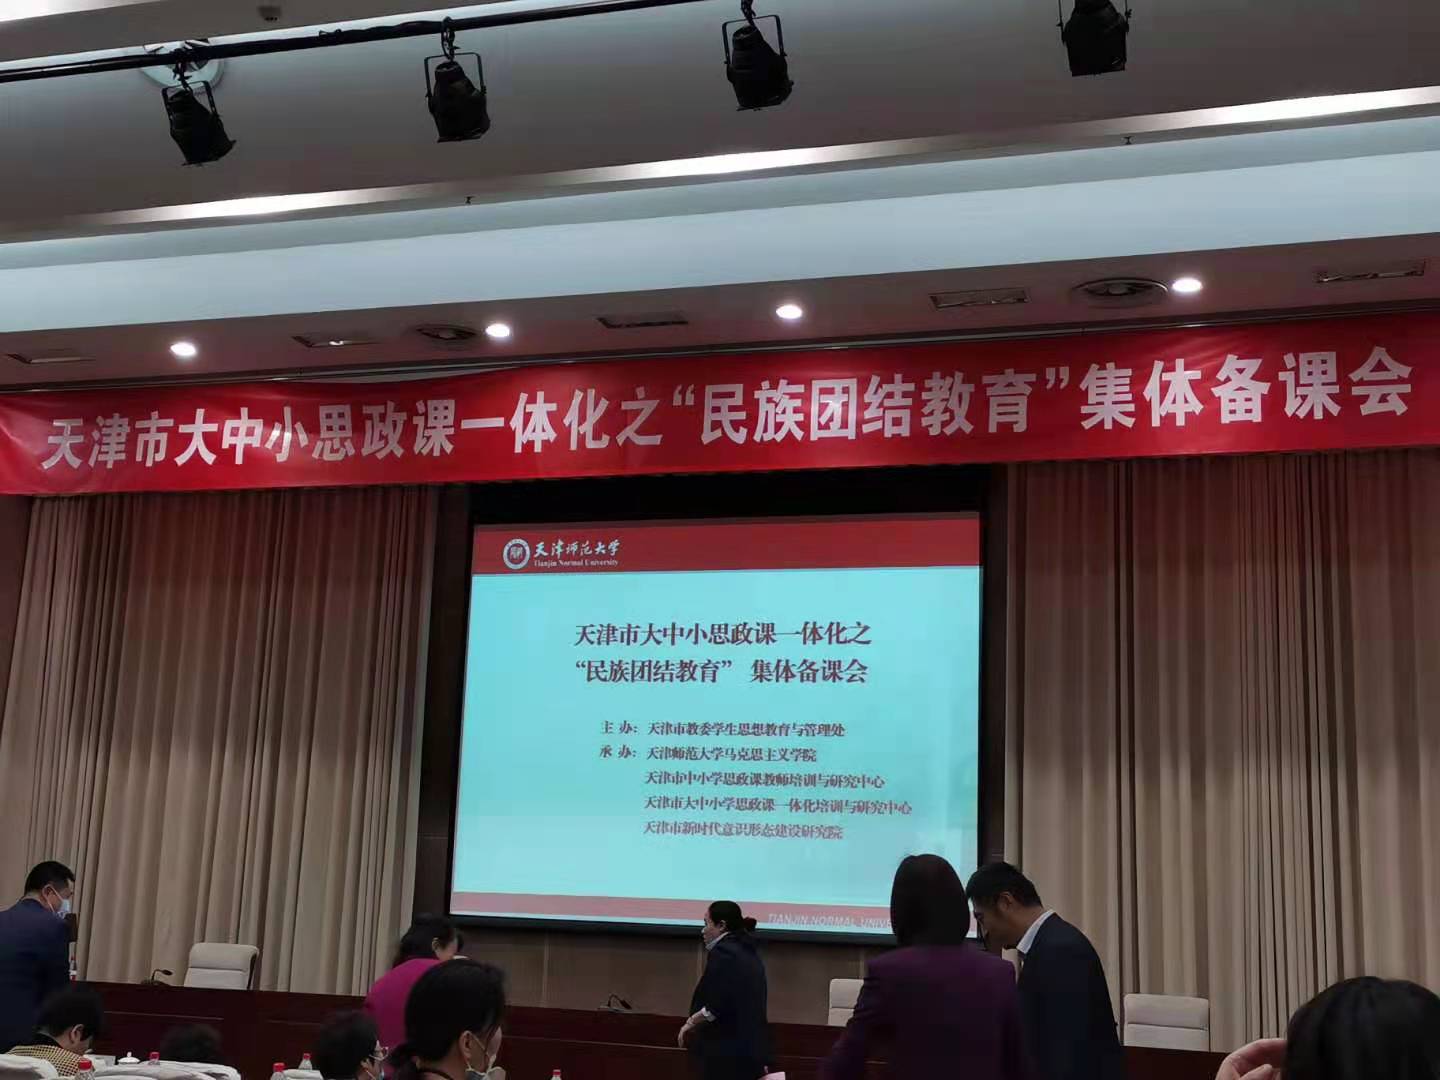 天津市大中小思政课一体化之“民族团结教育”集体备课会
天津师范大学
Tianjin Normal University
天津市大中小思政课一体化之
“民族团结教育” 集体备课会
主 办： 天津市教委学生思想教育与管理处
承 办： 天津师范大学马克思主义学院
天津市中小学思政课教师培训与研究中心
天津市大中小学思政课一体化培训与研究中心
天津市新时代意识形态建设研究院
TIANJIN NORMAL UNIV